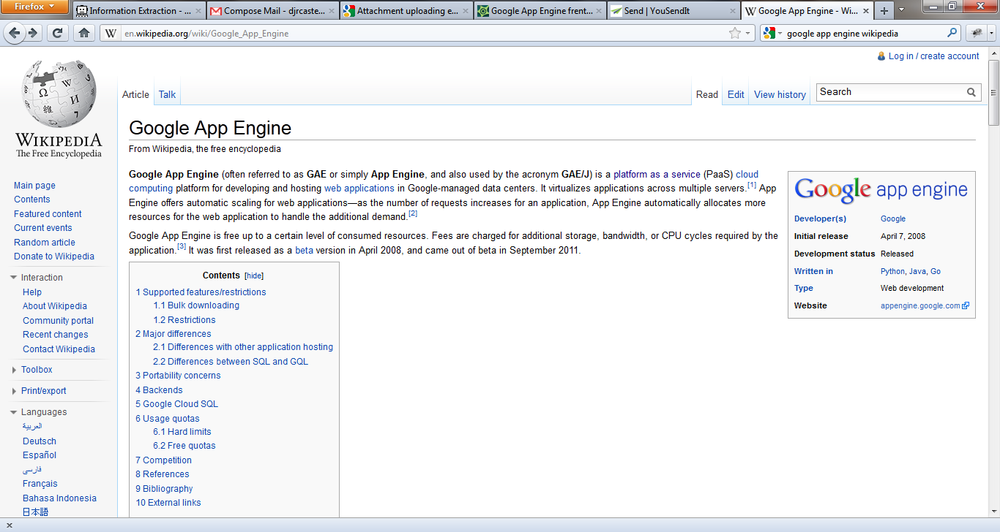 Firefox
Information Extraction - ...
Compose Mail - djrcaste...
Attachment uploading e...
Google App Engine frent...
Send | YouSendIt
Google App Engine - Wi...
en.wikipedia.org/wiki/Google_App_Engine
google app engine wikipedia
Log in / create account
WIKIPEDIA
The Free Encyclopedia
Main page
Contents
Featured content
Current events
Random article
Donate to Wikipedia
Interaction
Help
About Wikipedia
Community portal
Recent changes
Contact Wikipedia
Toolbox
Print/export
Languages
العربية
Deutsch
Español
فارسی
Français
Bahasa Indonesia
日本語
Article Talk
Read Edit View history
Search
Google App Engine
From Wikipedia, the free encyclopedia
Google App Engine (often referred to as GAE or simply App Engine, and also used by the acronym GAE/J) is a platform as a service (PaaS) cloud
computing platform for developing and hosting web applications in Google-managed data centers. It virtualizes applications across multiple servers.[1] App
Engine offers automatic scaling for web applications—as the number of requests increases for an application, App Engine automatically allocates more
resources for the web application to handle the additional demand.[2]
Google App Engine is free up to a certain level of consumed resources. Fees are charged for additional storage, bandwidth, or CPU cycles required by the
application.[3] It was first released as a beta version in April 2008, and came out of beta in September 2011.
Contents [hide]
1 Supported features/restrictions
1.1 Bulk downloading
1.2 Restrictions
2 Major differences
2.1 Differences with other application hosting
2.2 Differences between SQL and GQL
3 Portability concerns
4 Backends
5 Google Cloud SQL
6 Usage quotas
6.1 Hard limits
6.2 Free quotas
7 Competition
8 References
9 Bibliography
10 External links
Google app engine
Developer(s) Google
Initial release April 7, 2008
Development status Released
Written in Python, Java, Go
Type Web development
Website appengine.google.com